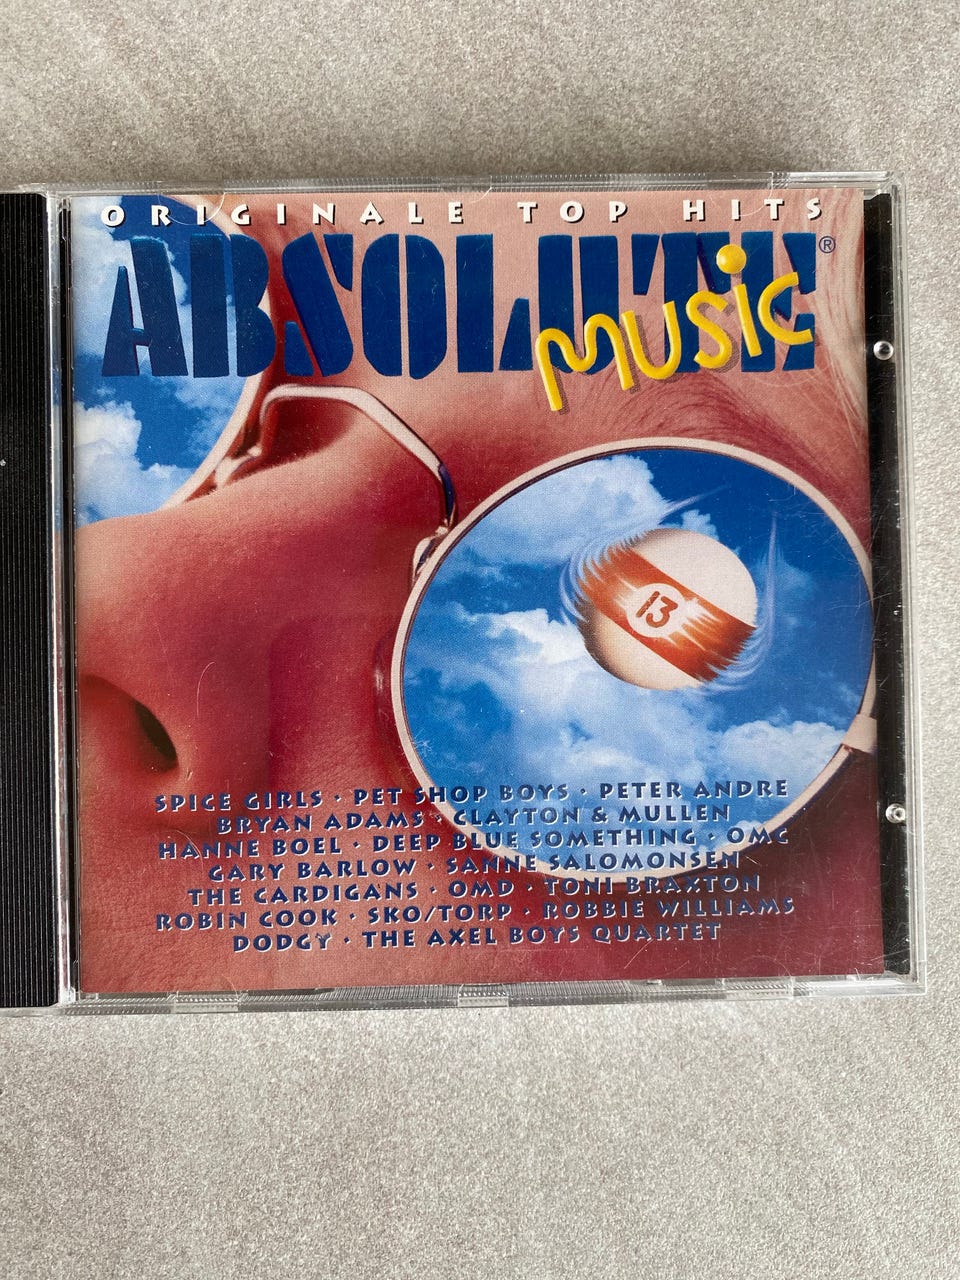 ORIGINALE TOP HITS
ABSOLUTE ®
MUSIC
13
SPICE GIRLS · PET SHOP BOYS · PETER ANDRE
BRYAN ADAMS · CLAYTON & MULLEN
HANNE BOEL · DEEP BLUE SOMETHING · OMC
GARY BARLOW · SANNE SALOMONSEN
THE CARDIGANS · OMD · TONI BRAXTON
ROBIN COOK · SKO/TORP · ROBBIE WILLIAMS
DODGY · THE AXEL BOYS QUARTET